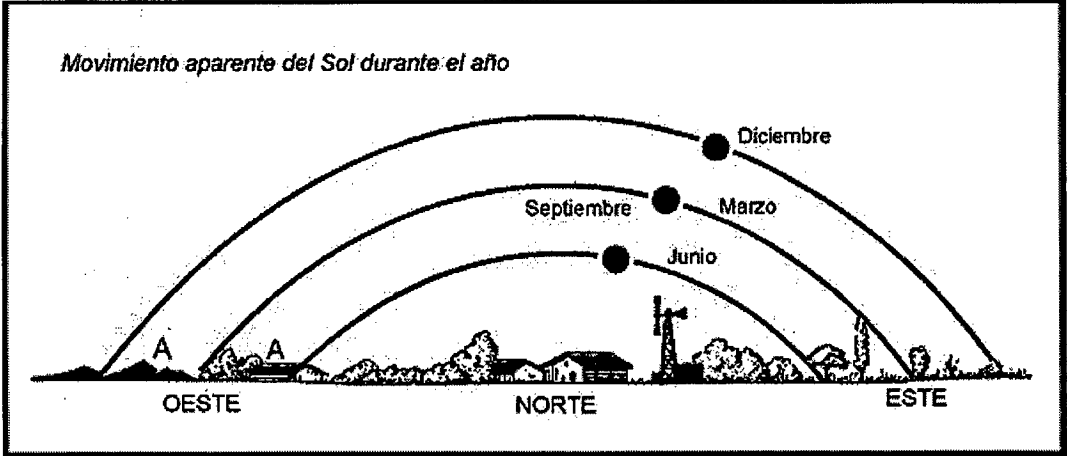 Movimiento aparente del Sol durante el año
Diciembre
Septiembre Marzo
Junio
A A
OESTE NORTE ESTE